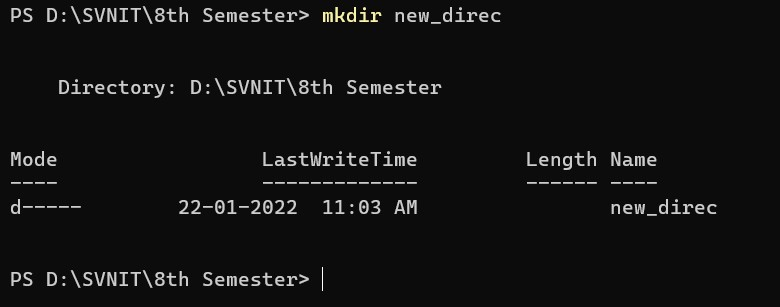 PS D:\SVNIT\8th Semester> mkdir new_direc
Directory: D:\SVNIT\8th Semester
Mode                 LastWriteTime         Length Name
----                 -------------         ------ ----
d-----        22-01-2022  11:03 AM                new_direc
PS D:\SVNIT\8th Semester>